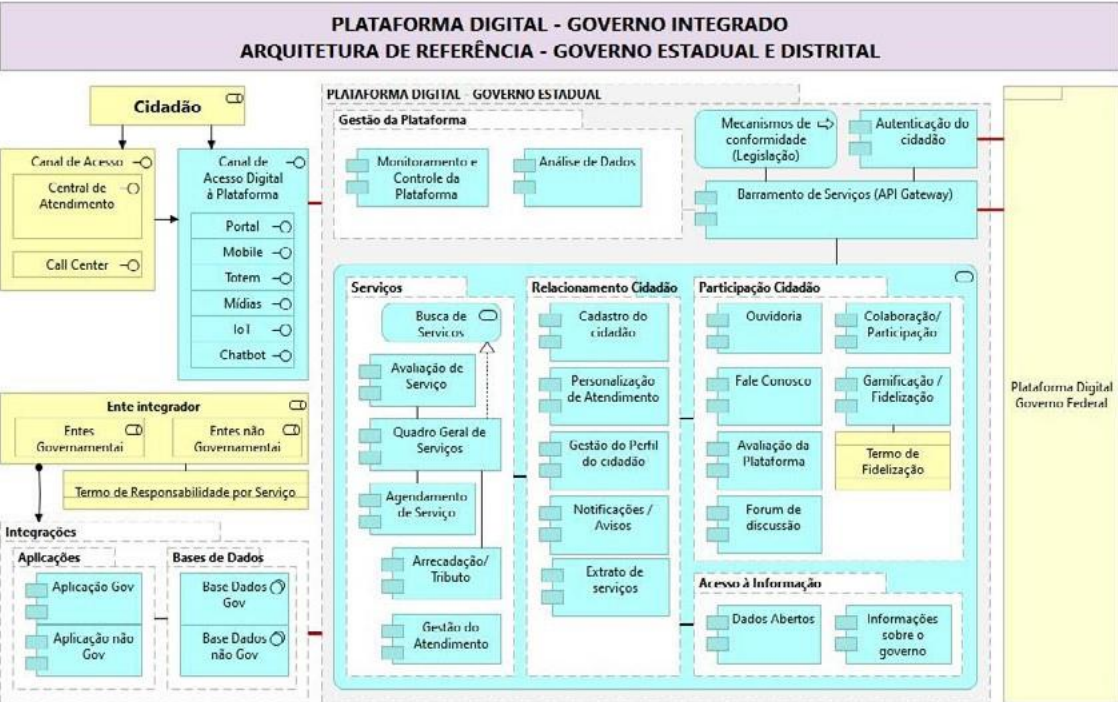 PLATAFORMA DIGITAL - GOVERNO INTEGRADO
ARQUITETURA DE REFERÊNCIA - GOVERNO ESTADUAL E DISTRITAL
Cidadão
Canal de Acesso
Central de
Atendimento
Call Center
Canal de
Acesso Digital
à Plataforma
Portal
Mobile
Totem
Mídias
IoT
Chatbot
Ente integrador
Entes
Governamentai
Entes não
Governamentai
Termo de Responsabilidade por Serviço
Integrações
Aplicações
Aplicação Gov
Aplicação não
Gov
Bases de Dados
Base Dados
Gov
Base Dados
não Gov
PLATAFORMA DIGITAL - GOVERNO ESTADUAL
Gestão da Plataforma
Monitoramento e
Controle da
Plataforma
Análise de Dados
Mecanismos de
conformidade
(Legislação)
Autenticação do
cidadão
Barramento de Serviços (API Gateway)
Serviços
Busca de
Servicos
Avaliação de
Serviço
Quadro Geral de
Serviços
Agendamento
de Serviço
Arrecadação/
Tributo
Gestão do
Atendimento
Relacionamento Cidadão
Cadastro do
cidadão
Personalização
de Atendimento
Gestão do Perfil
do cidadão
Notificações /
Avisos
Extrato de
serviços
Participação Cidadão
Ouvidoria
Colaboração/
Participação
Fale Conosco
Gamificação /
Fidelização
Avaliação da
Plataforma
Termo de
Fidelização
Forum de
discussão
Acesso à Informação
Dados Abertos
Informações
sobre o
governo
Plataforma Digital
Governo Federal